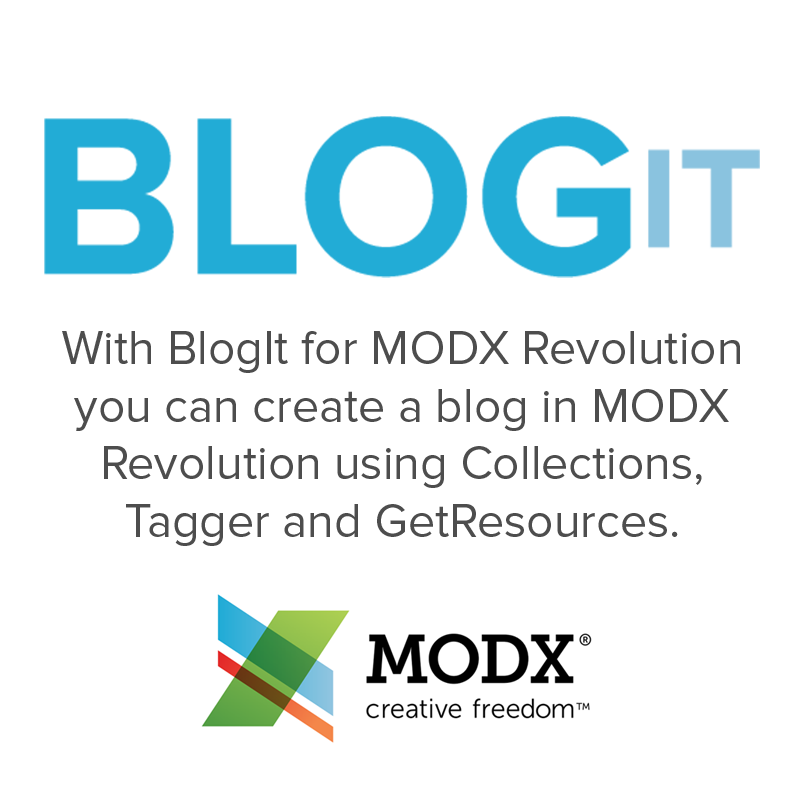 BLOGIT
With BlogIt for MODX Revolution
you can create a blog in MODX
Revolution using Collections,
Tagger and GetResources.
MODX®
creative freedom™